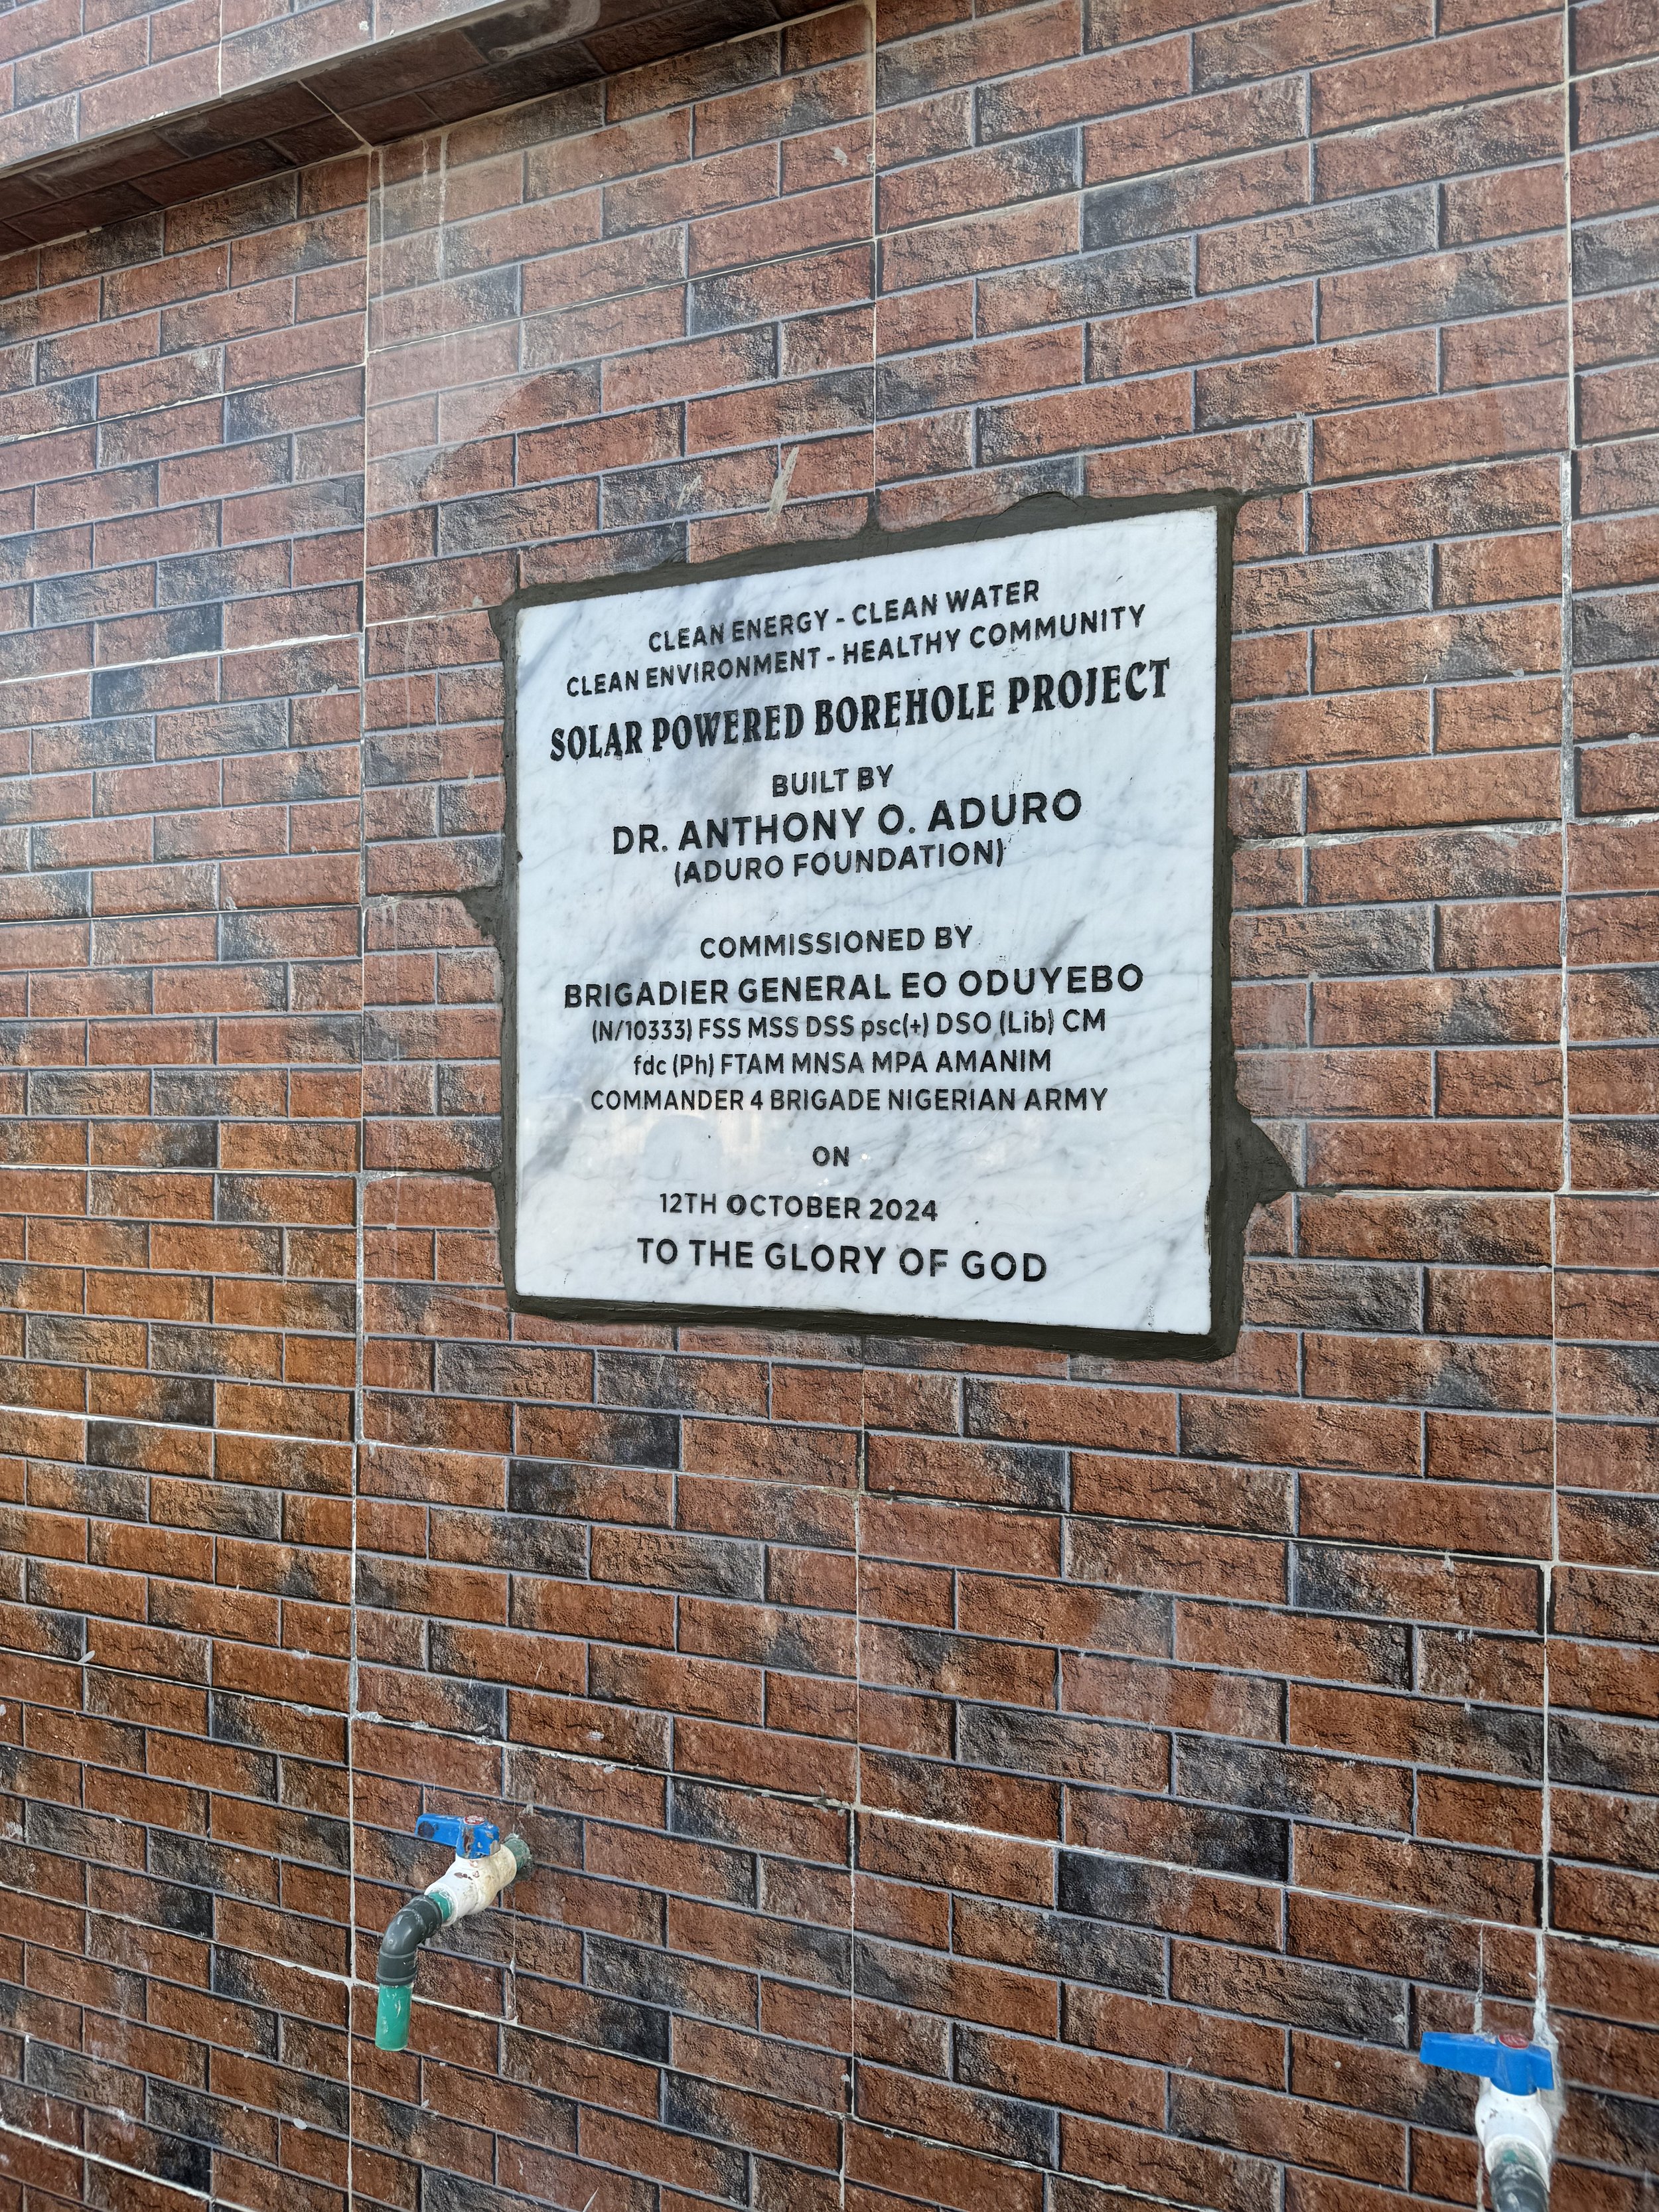 CLEAN ENERGY - CLEAN WATER
CLEAN ENVIRONMENT - HEALTHY COMMUNITY
SOLAR POWERED BOREHOLE PROJECT
BUILT BY
DR. ANTHONY O. ADURO
(ADURO FOUNDATION)
COMMISSIONED BY
BRIGADIER GENERAL EO ODUYEBO
(N/10333) FSS MSS DSS psc(+) DSO (Lib) CM
fdc (Ph) FTAM MNSA MPA AMANIM
COMMANDER 4 BRIGADE NIGERIAN ARMY
ON
12TH OCTOBER 2024
TO THE GLORY OF GOD